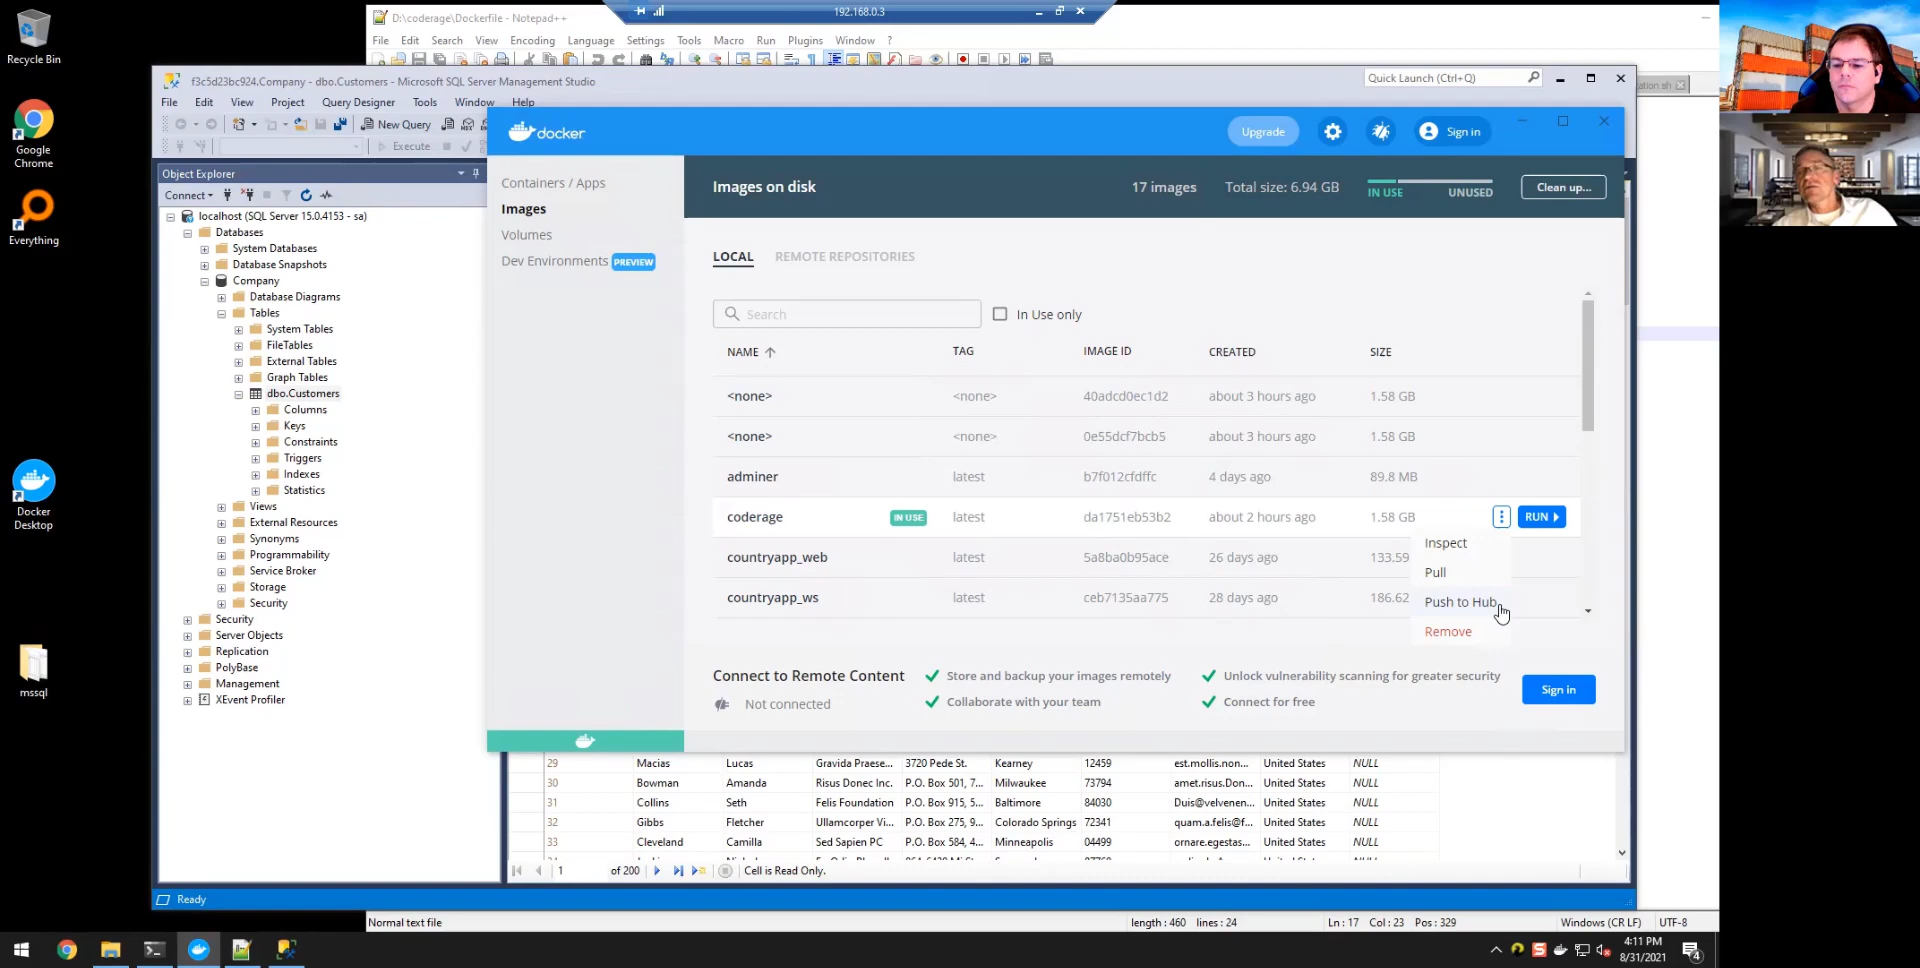 Recycle Bin
Google
Chrome
Everything
Docker
Desktop
mssql
D:\coderage\Dockerfile - Notepad++
192.168.0.3
File Edit Search View Encoding Language Settings Tools Macro Run Plugins Window ?
f3c5d23bc924.Company - dbo.Customers - Microsoft SQL Server Management Studio
Quick Launch (Ctrl+Q)
File Edit View Project Query Designer Tools Window Help
New Query
Execute
Object Explorer
Connect
localhost (SQL Server 15.0.4153 - sa)
Databases
System Databases
Database Snapshots
Company
Database Diagrams
Tables
System Tables
FileTables
External Tables
Graph Tables
dbo.Customers
Columns
Keys
Constraints
Triggers
Indexes
Statistics
Views
External Resources
Synonyms
Programmability
Service Broker
Storage
Security
Security
Server Objects
Replication
PolyBase
Management
XEvent Profiler
docker
Upgrade
Sign in
Containers / Apps
Images
Volumes
Dev Environments PREVIEW
Images on disk
17 images
Total size: 6.94 GB
IN USE UNUSED
Clean up...
LOCAL REMOTE REPOSITORIES
Search
In Use only
NAME TAG IMAGE ID CREATED SIZE
<none> <none> 40adcd0ec1d2 about 3 hours ago 1.58 GB
<none> <none> 0e55dcf7bcb5 about 3 hours ago 1.58 GB
adminer latest b7f012cfdffc 4 days ago 89.8 MB
coderage IN USE latest da1751eb53b2 about 2 hours ago 1.58 GB RUN
countryapp_web latest 5a8ba0b95ace 26 days ago 133.59
countryapp_ws latest ceb7135aa775 28 days ago 186.62
Inspect
Pull
Push to Hub
Remove
Connect to Remote Content
Not connected
Store and backup your images remotely
Collaborate with your team
Unlock vulnerability scanning for greater security
Connect for free
Sign in
29 Macias Lucas Gravida Praese... 3720 Pede St. Kearney 12459 est.mollis.non... United States NULL
30 Bowman Amanda Risus Donec Inc. P.O. Box 501, 7... Milwaukee 73794 amet.risus.Don... United States NULL
31 Collins Seth Felis Foundation P.O. Box 915, 5... Baltimore 84030 Duis@velvenen... United States NULL
32 Gibbs Fletcher Ullamcorper Vi... P.O. Box 275, 9... Colorado Springs 72341 quam.a.felis@f... United States NULL
33 Cleveland Camilla Sed Sapien PC P.O. Box 584, 4... Minneapolis 04499 ornare.egestas... United States NULL
1 of 200 Cell is Read Only.
Ready
Normal text file length : 460 lines : 24 Ln : 17 Col : 23 Pos : 329 Windows (CR LF) UTF-8
4:11 PM
8/31/2021
4